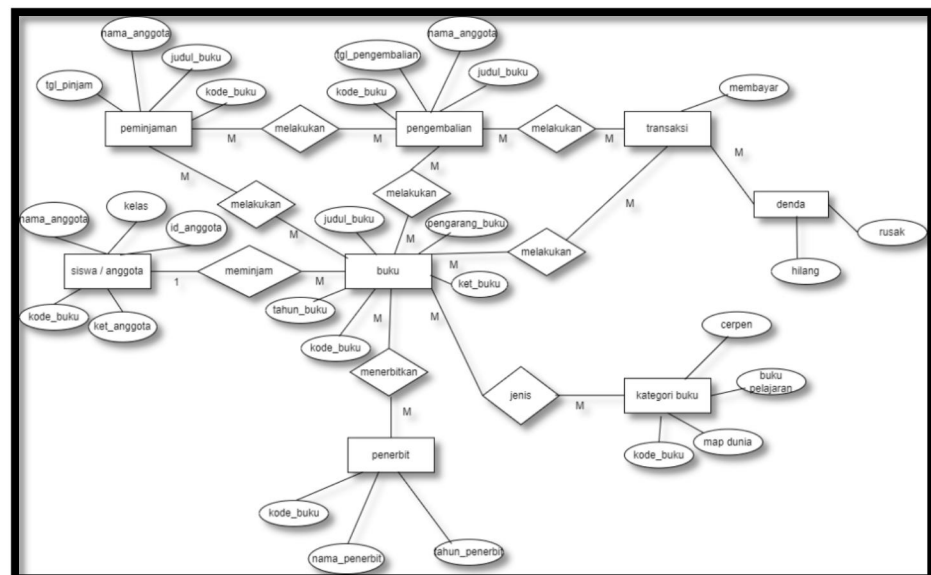 nama_anggota
judul_buku
tgl_pinjam
kode_buku
peminjaman
M
melakukan
M
nama_anggota
tgl_pengembalian
judul_buku
kode_buku
pengembalian
M
melakukan
M
membayar
transaksi
M
denda
rusak
hilang
M
melakukan
M
M
melakukan
M
M
melakukan
M
nama_anggota
kelas
id_anggota
siswa / anggota
kode_buku
ket_anggota
1
meminjam
M
judul_buku
pengarang_buku
buku
ket_buku
tahun_buku
kode_buku
M
menerbitkan
M
M
jenis
M
cerpen
buku
pelajaran
kategori buku
map dunia
kode_buku
penerbit
kode_buku
nama_penerbit
tahun_penerbit